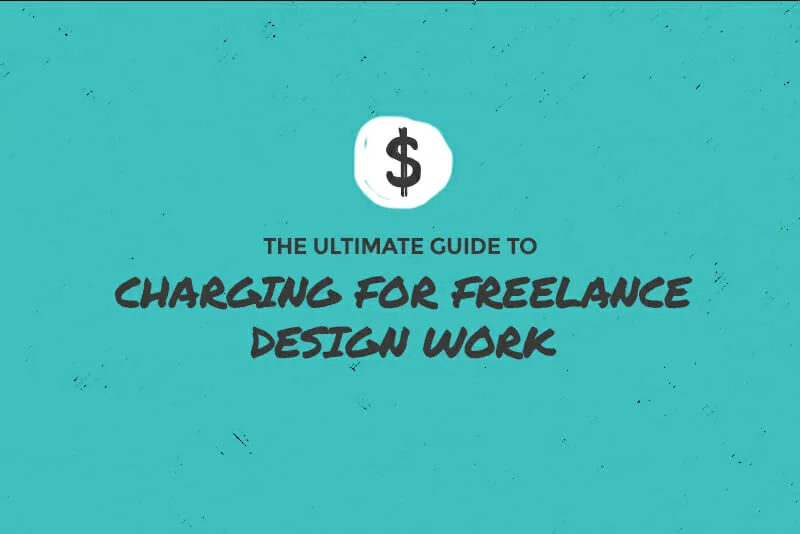 $
THE ULTIMATE GUIDE TO
CHARGING FOR FREELANCE
DESIGN WORK